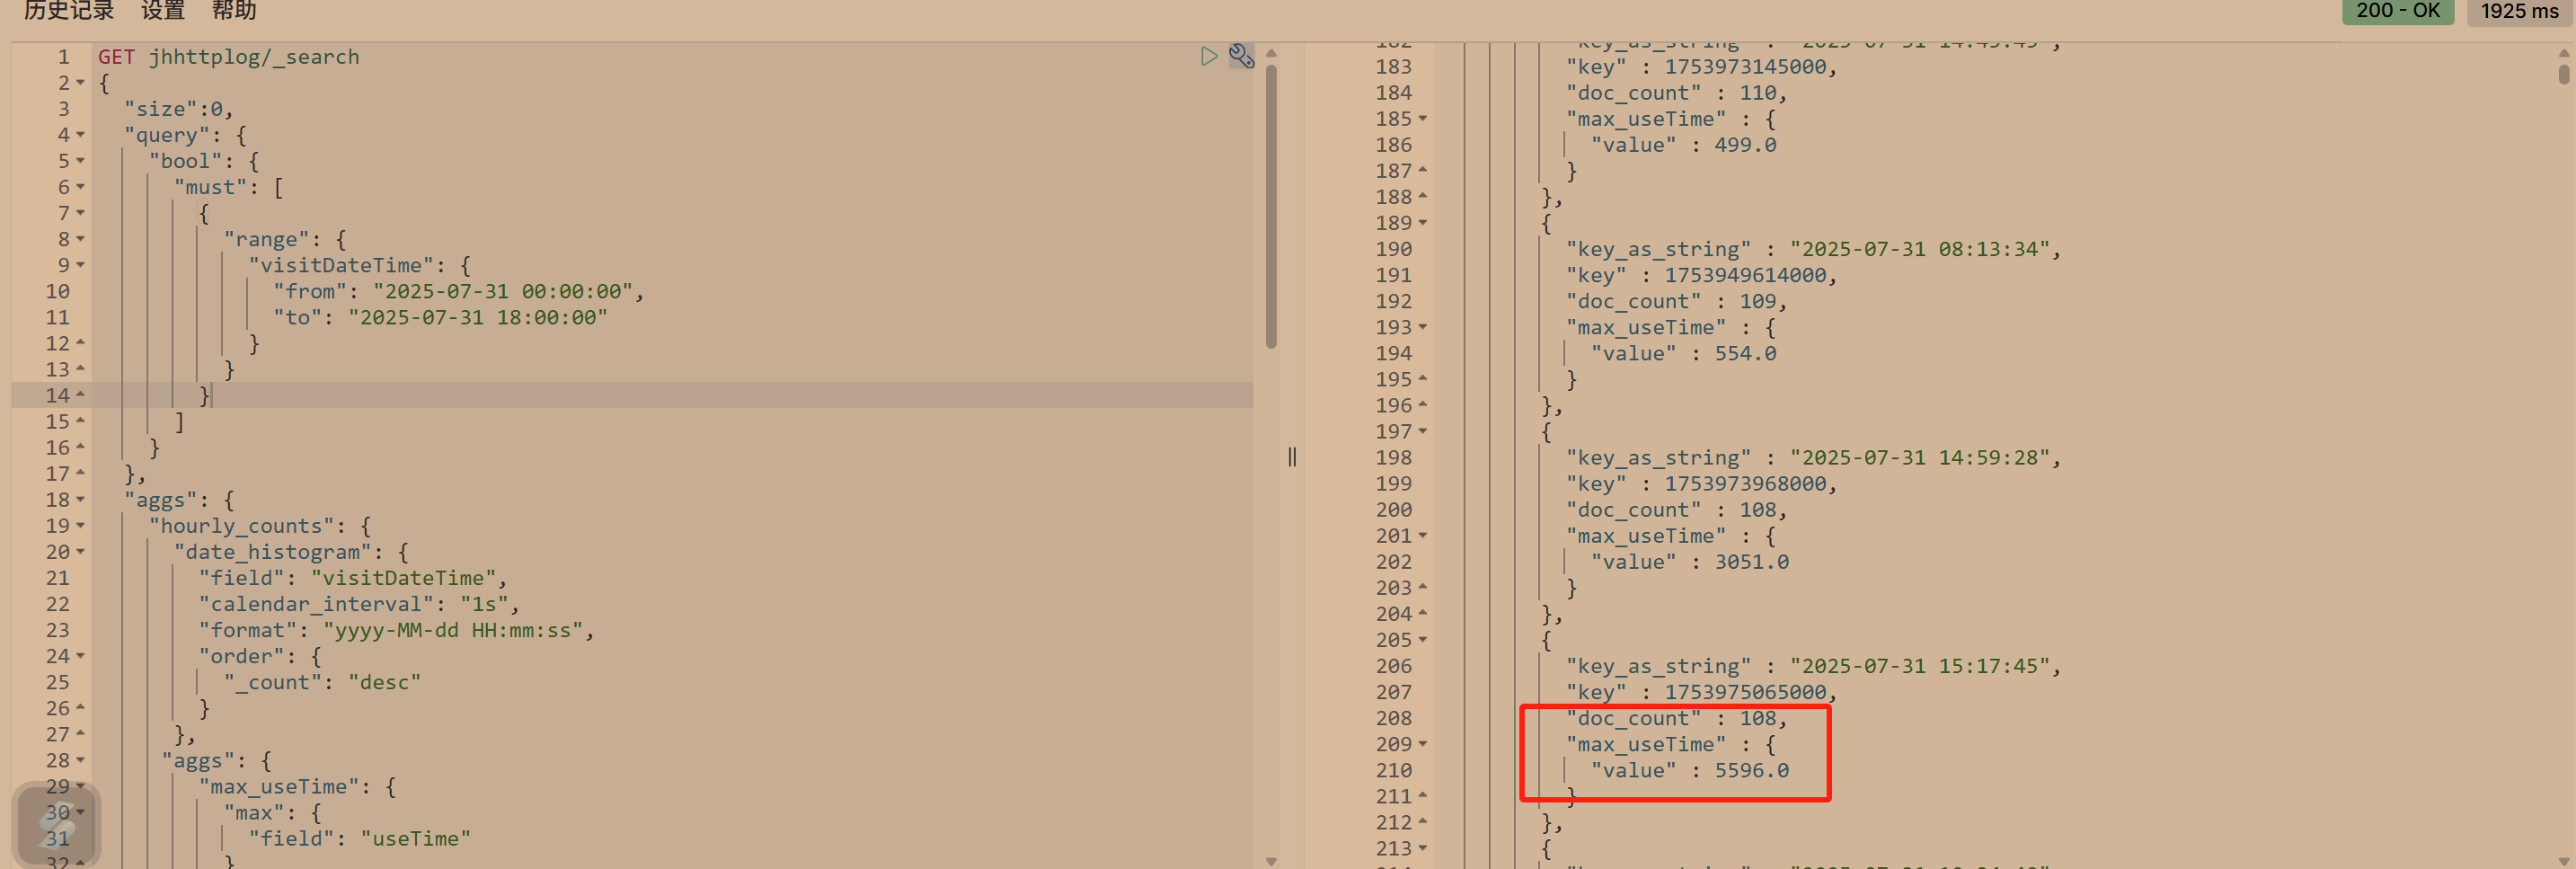 历史记录 设置 帮助
200 - OK
1925 ms
1 GET jhhttplog/_search
2 {
3 "size":0,
4 "query": {
5 "bool": {
6 "must": [
7 {
8 "range": {
9 "visitDateTime": {
10 "from": "2025-07-31 00:00:00",
11 "to": "2025-07-31 18:00:00"
12 }
13 }
14 }
15 ]
16 }
17 },
18 "aggs": {
19 "hourly_counts": {
20 "date_histogram": {
21 "field": "visitDateTime",
22 "calendar_interval": "1s",
23 "format": "yyyy-MM-dd HH:mm:ss",
24 "order": {
25 "_count": "desc"
26 }
27 },
28 "aggs": {
29 "max_useTime": {
30 "max": {
31 "field": "useTime"
32 }
182 "key_as_string" : "2025-07-31 14:45:45",
183 "key" : 1753973145000,
184 "doc_count" : 110,
185 "max_useTime" : {
186 "value" : 499.0
187 }
188 },
189 {
190 "key_as_string" : "2025-07-31 08:13:34",
191 "key" : 1753949614000,
192 "doc_count" : 109,
193 "max_useTime" : {
194 "value" : 554.0
195 }
196 },
197 {
198 "key_as_string" : "2025-07-31 14:59:28",
199 "key" : 1753973968000,
200 "doc_count" : 108,
201 "max_useTime" : {
202 "value" : 3051.0
203 }
204 },
205 {
206 "key_as_string" : "2025-07-31 15:17:45",
207 "key" : 1753975065000,
208 "doc_count" : 108,
209 "max_useTime" : {
210 "value" : 5596.0
211 }
212 },
213 {